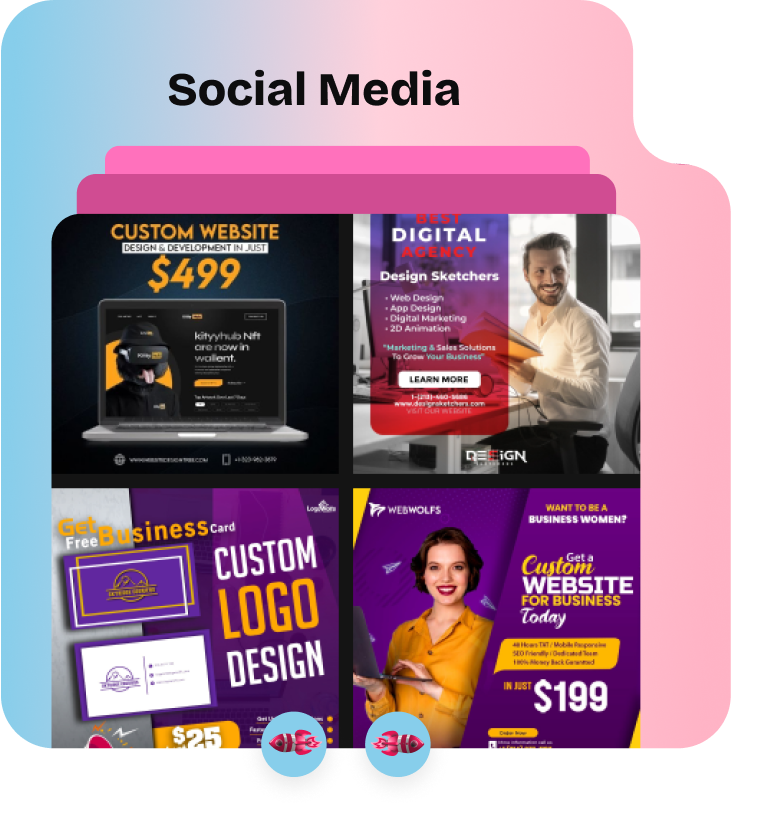 Social Media
CUSTOM WEBSITE
DESIGN & DEVELOPMENT IN JUST
$499
kityyhub Nft
are now in
wallent.
BEST
DIGITAL
AGENCY
Design Sketchers
• Web Design
• App Design
• Digital Marketing
• 2D Animation
"Marketing & Sales Solutions
To Grow Your Business"
LEARN MORE
www.designsketchers.com
VISIT OUR WEBSITE
Get
Free Business Card
CUSTOM
LOGO
DESIGN
$25
WEBWOLFS
WANT TO BE A
BUSINESS WOMEN?
Get a
Custom
WEBSITE
FOR BUSINESS
Today
48 Hours TAT / Mobile Responsive
SEO Friendly / Dedicated Team
100% Money Back Guranted
IN JUST $199
Order Now